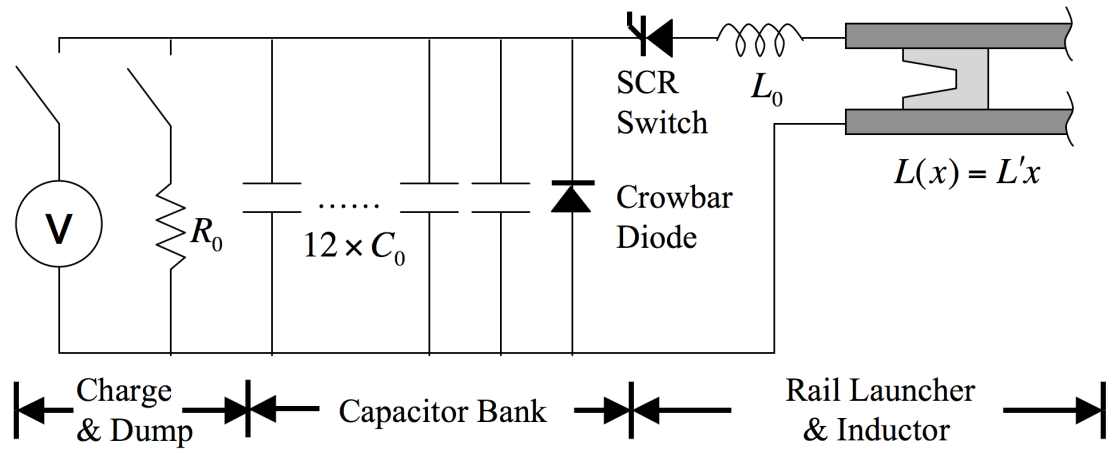 SCR
Switch
L₀
L(x) = L'x
V
R₀
......
12 × C₀
Crowbar
Diode
Charge
& Dump
Capacitor Bank
Rail Launcher
& Inductor